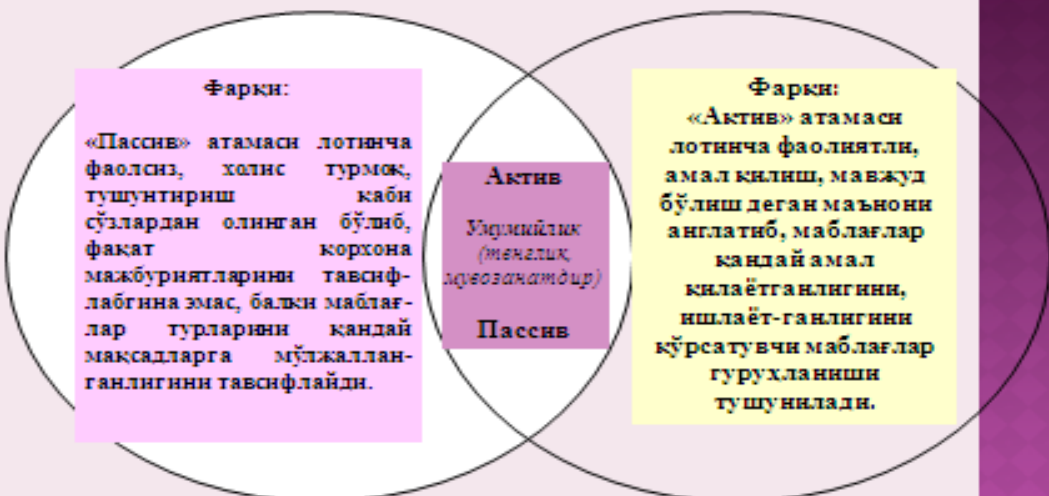 Фарқи:
«Пассив» атамаси лотинча
фаолсиз, холис турмоқ,
тушунтириш каби
сўзлардан олинган бўлиб,
фақат корхона
мажбуриятларини тавсиф-
лабгина эмас, балки маблағ-
лар турларини қандай
мақсадларга мўлжаллан-
ганлигини тавсифлайди.
Актив
Умумийлик
(тенглик,
мувозанатдир)
Пассив
Фарқи:
«Актив» атамаси
лотинча фаолиятли,
амал қилиш, мавжуд
бўлиш деган маънони
англатиб, маблағлар
қандай амал
қилаётганлигини,
ишлаёт-ганлигини
кўрсатувчи маблағлар
гуруҳланиши
тушунилади.